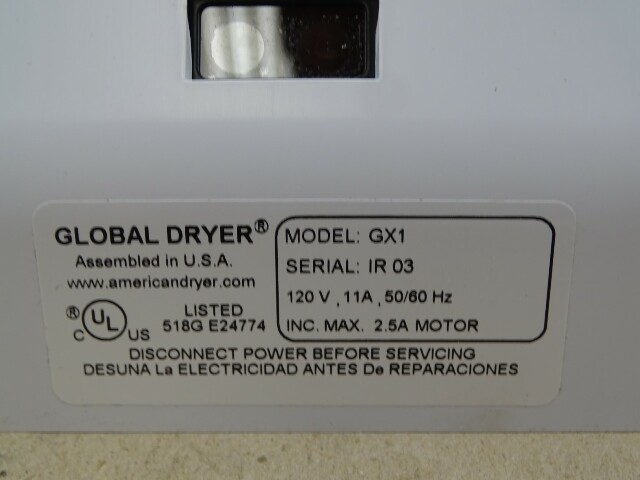 GLOBAL DRYER®
Assembled in U.S.A.
www.americandryer.com
® C UL US
LISTED
518G E24774
MODEL: GX1
SERIAL: IR 03
120 V , 11A , 50/60 Hz
INC. MAX. 2.5A MOTOR
DISCONNECT POWER BEFORE SERVICING
DESUNA La ELECTRICIDAD ANTES De REPARACIONES